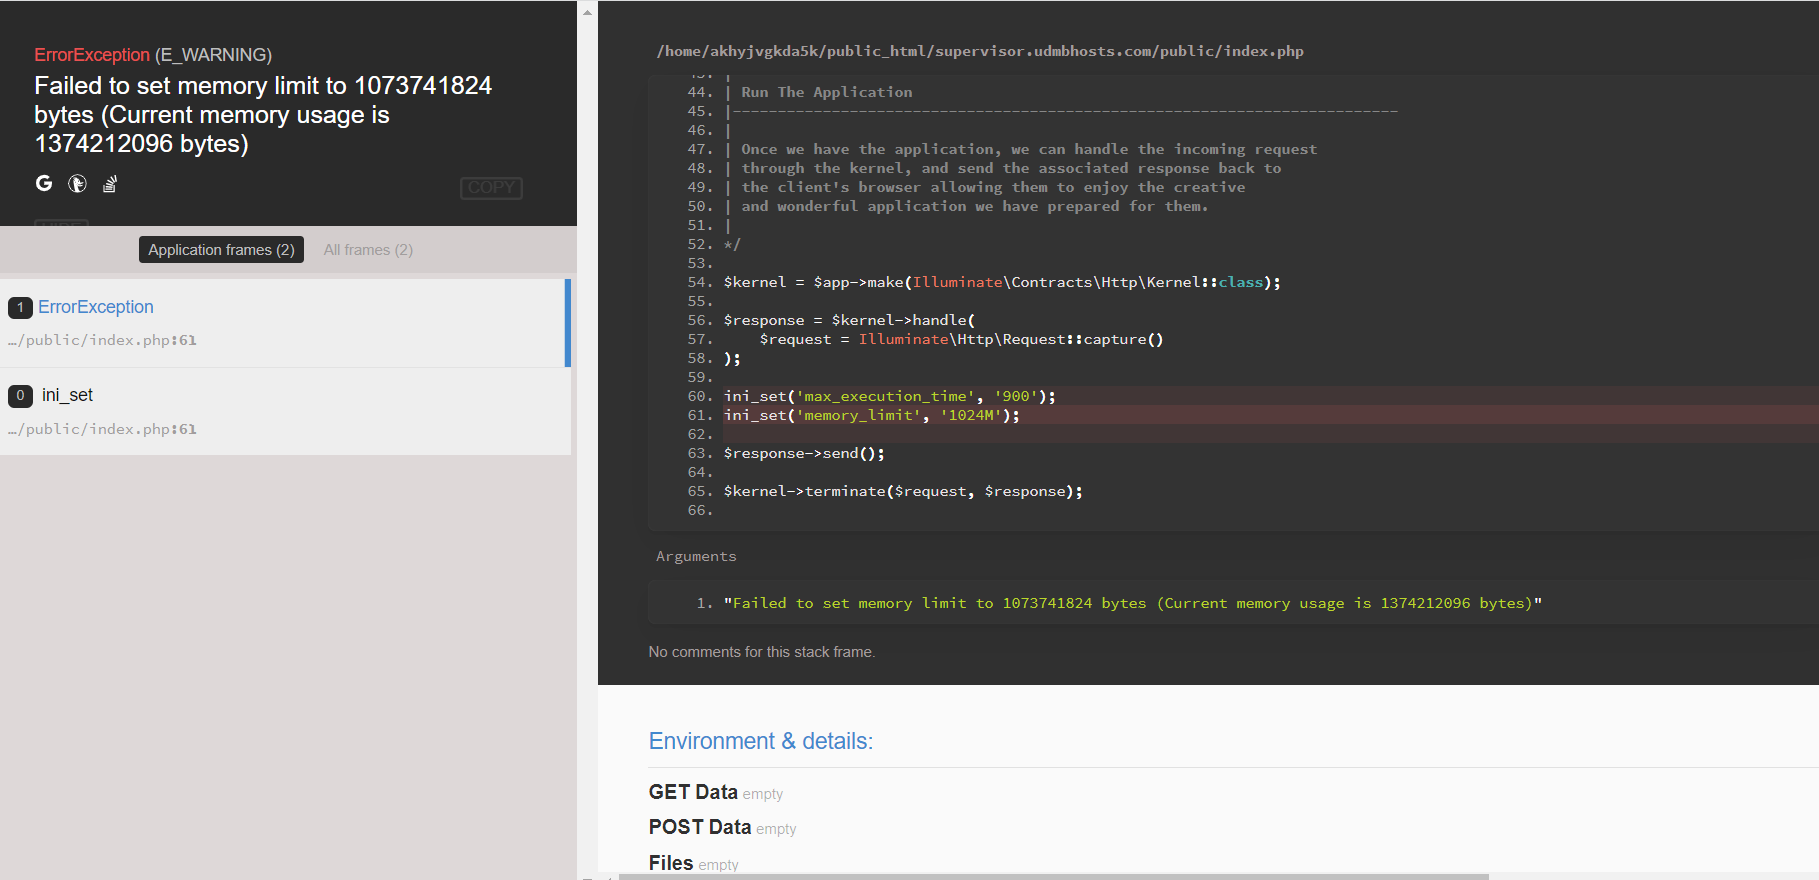 ErrorException (E_WARNING)
Failed to set memory limit to 1073741824
bytes (Current memory usage is
1374212096 bytes)
COPY
Application frames (2)
All frames (2)
1 ErrorException
…/public/index.php:61
0 ini_set
…/public/index.php:61
/home/akhyjvgkda5k/public_html/supervisor.udmbhosts.com/public/index.php
44. | Run The Application
45. |--------------------------------------------------------------------------
46. |
47. | Once we have the application, we can handle the incoming request
48. | through the kernel, and send the associated response back to
49. | the client's browser allowing them to enjoy the creative
50. | and wonderful application we have prepared for them.
51. |
52. */
53.
54. $kernel = $app->make(Illuminate\Contracts\Http\Kernel::class);
55.
56. $response = $kernel->handle(
57.     $request = Illuminate\Http\Request::capture()
58. );
59.
60. ini_set('max_execution_time', '900');
61. ini_set('memory_limit', '1024M');
62.
63. $response->send();
64.
65. $kernel->terminate($request, $response);
66.
Arguments
1. "Failed to set memory limit to 1073741824 bytes (Current memory usage is 1374212096 bytes)"
No comments for this stack frame.
Environment & details:
GET Data empty
POST Data empty
Files empty